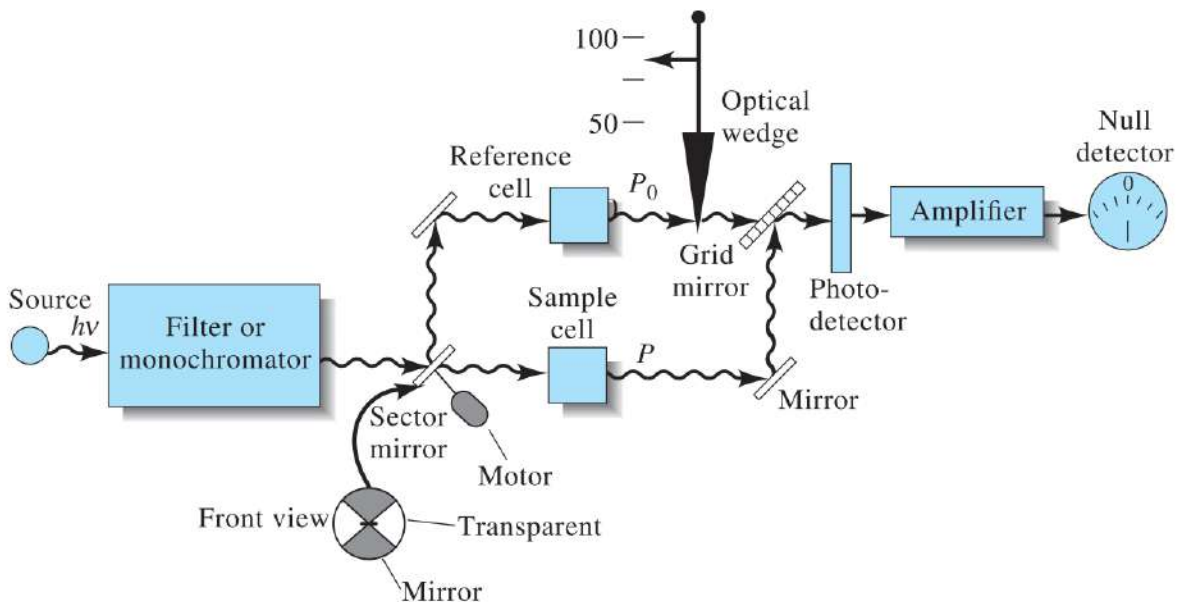 100
50
Optical
wedge
Null
detector
0
Reference
cell
P0
Amplifier
Grid
mirror
Photo-
detector
Source
hν
Filter or
monochromator
Sample
cell
P
Mirror
Sector
mirror
Motor
Front view
Transparent
Mirror